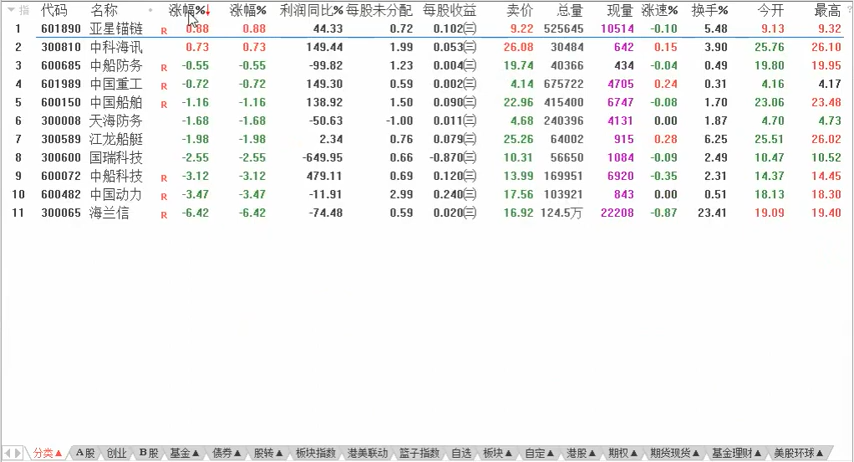 指 代码 名称 涨幅%↓ 涨幅% 利润同比% 每股未分配 每股收益 卖价 总量 现量 涨速% 换手% 今开 最高 ?
1 601890 亚星锚链 R 0.88 0.88 44.33 0.72 0.102㈢ 9.22 525645 10514 -0.10 5.48 9.13 9.32
2 300810 中科海讯 0.73 0.73 149.44 1.99 0.053㈢ 26.08 30484 642 0.15 3.90 25.76 26.10
3 600685 中船防务 R -0.55 -0.55 -99.82 1.23 0.004㈢ 19.74 40366 434 -0.04 0.49 19.80 19.95
4 601989 中国重工 R -0.72 -0.72 149.30 0.59 0.002㈢ 4.14 675722 4705 0.24 0.31 4.16 4.17
5 600150 中国船舶 R -1.16 -1.16 138.92 1.50 0.090㈢ 22.96 415400 6747 -0.08 1.70 23.06 23.48
6 300008 天海防务 -1.68 -1.68 -50.63 -1.00 0.011㈢ 4.68 240396 4131 0.00 1.87 4.70 4.73
7 300589 江龙船艇 -1.98 -1.98 2.34 0.76 0.079㈢ 25.26 64002 915 0.28 6.25 25.51 26.02
8 300600 国瑞科技 -2.55 -2.55 -649.95 0.66 -0.870㈢ 10.31 56650 1084 -0.09 2.49 10.47 10.52
9 600072 中船科技 R -3.12 -3.12 479.11 0.69 0.120㈢ 13.99 169951 6920 -0.35 2.31 14.37 14.45
10 600482 中国动力 R -3.47 -3.47 -11.91 2.99 0.240㈢ 17.56 103921 843 0.00 0.51 18.13 18.30
11 300065 海兰信 R -6.42 -6.42 -74.48 0.59 0.020㈢ 16.92 124.5万 22208 -0.87 23.41 19.09 19.40
分类▲ A股 创业 B股 基金▲ 债券▲ 股转▲ 板块指数 港美联动 篮子指数 自选 板块▲ 自定▲ 港股▲ 期权▲ 期货现货▲ 基金理财▲ 美股环球▲